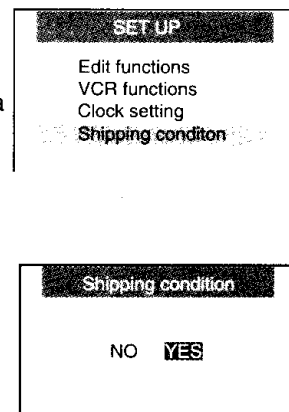 SET UP
Edit functions
VCR functions
Clock setting
Shipping conditon
Shipping condition
NO YES